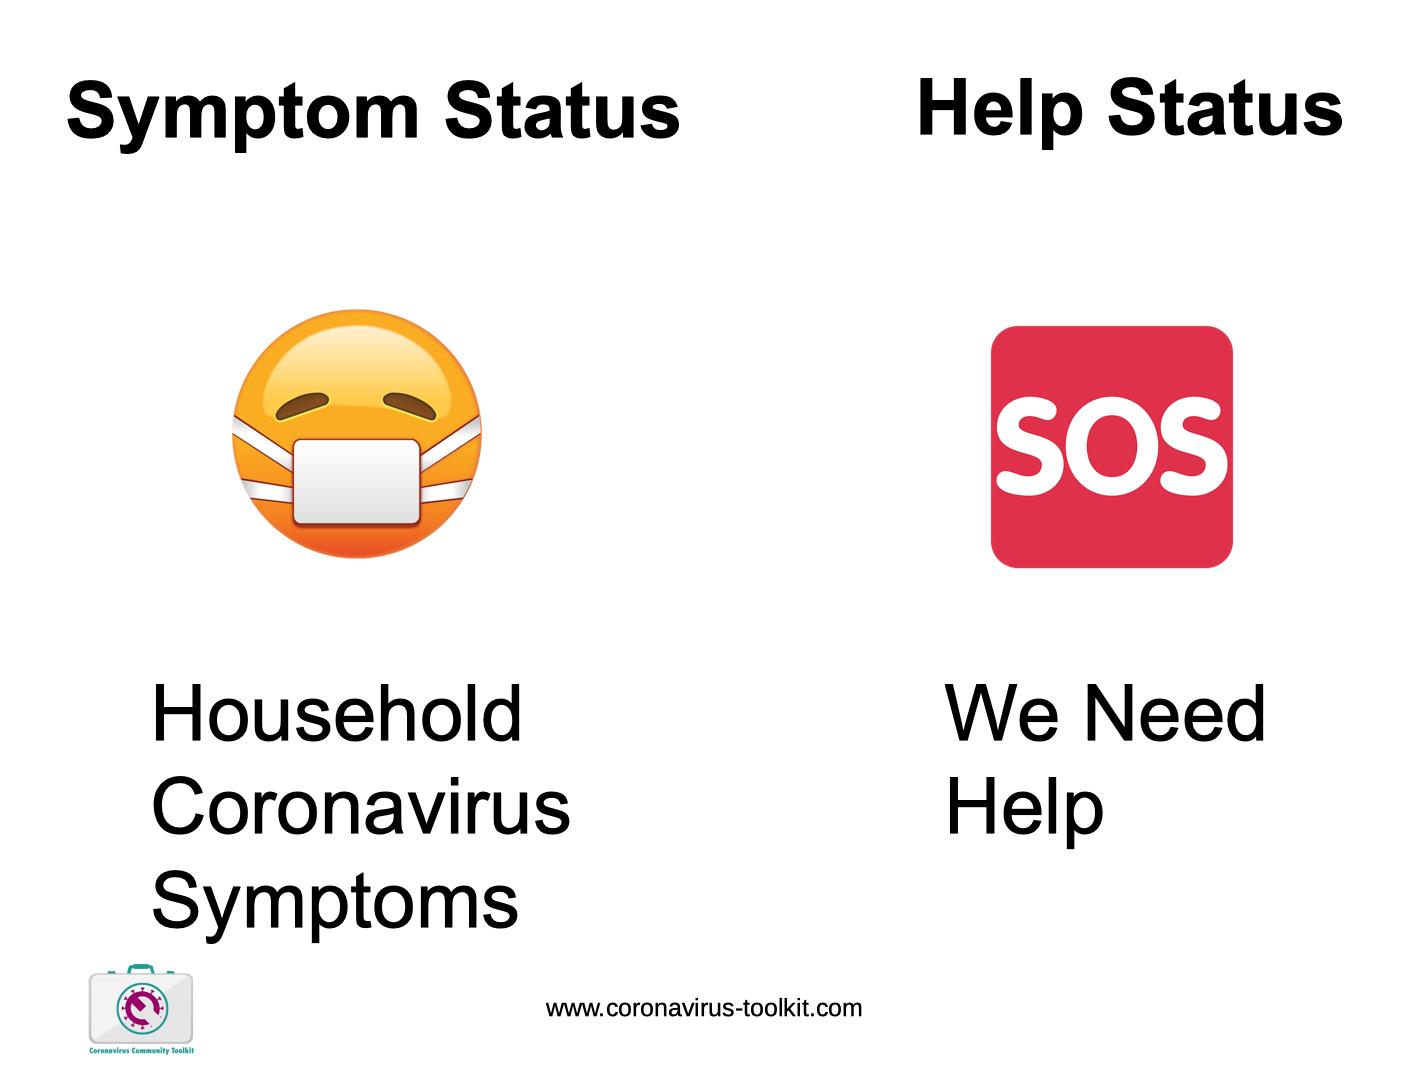 Symptom Status
Help Status
SOS
Household
Coronavirus
Symptoms
We Need
Help
Coronavirus Community Toolkit
www.coronavirus-toolkit.com